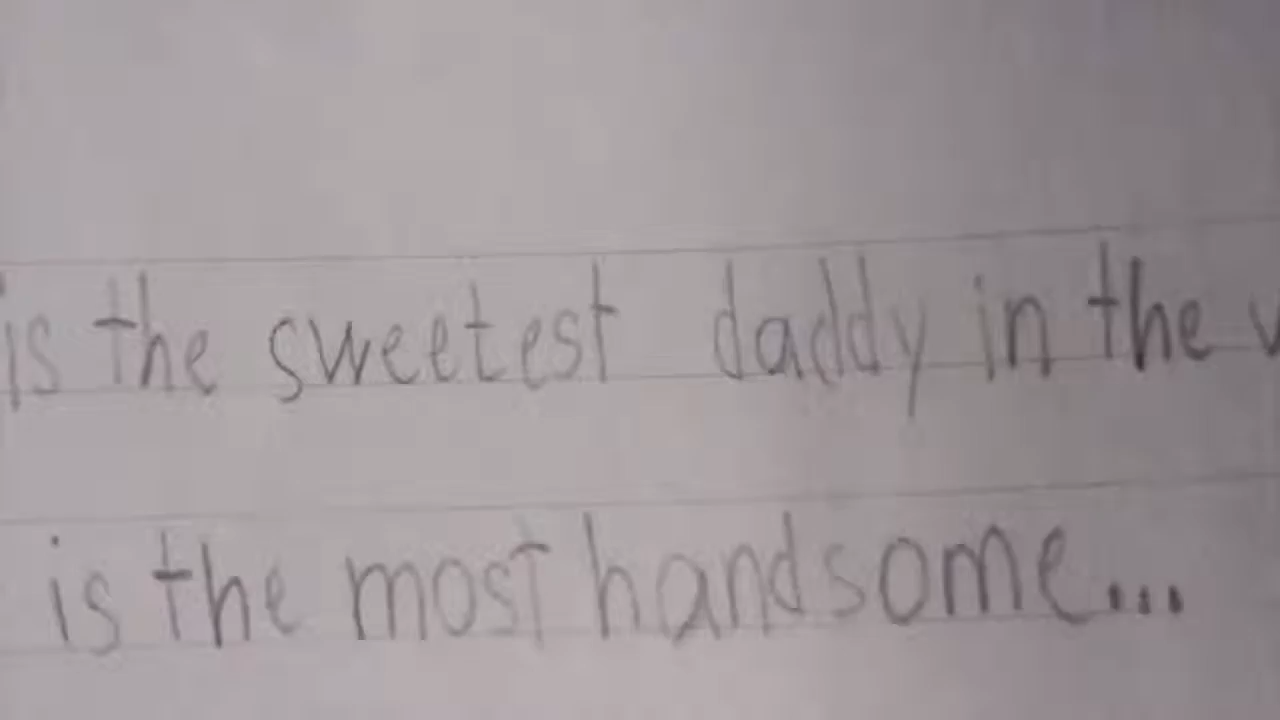 is the sweetest daddy in the
is the most handsome...